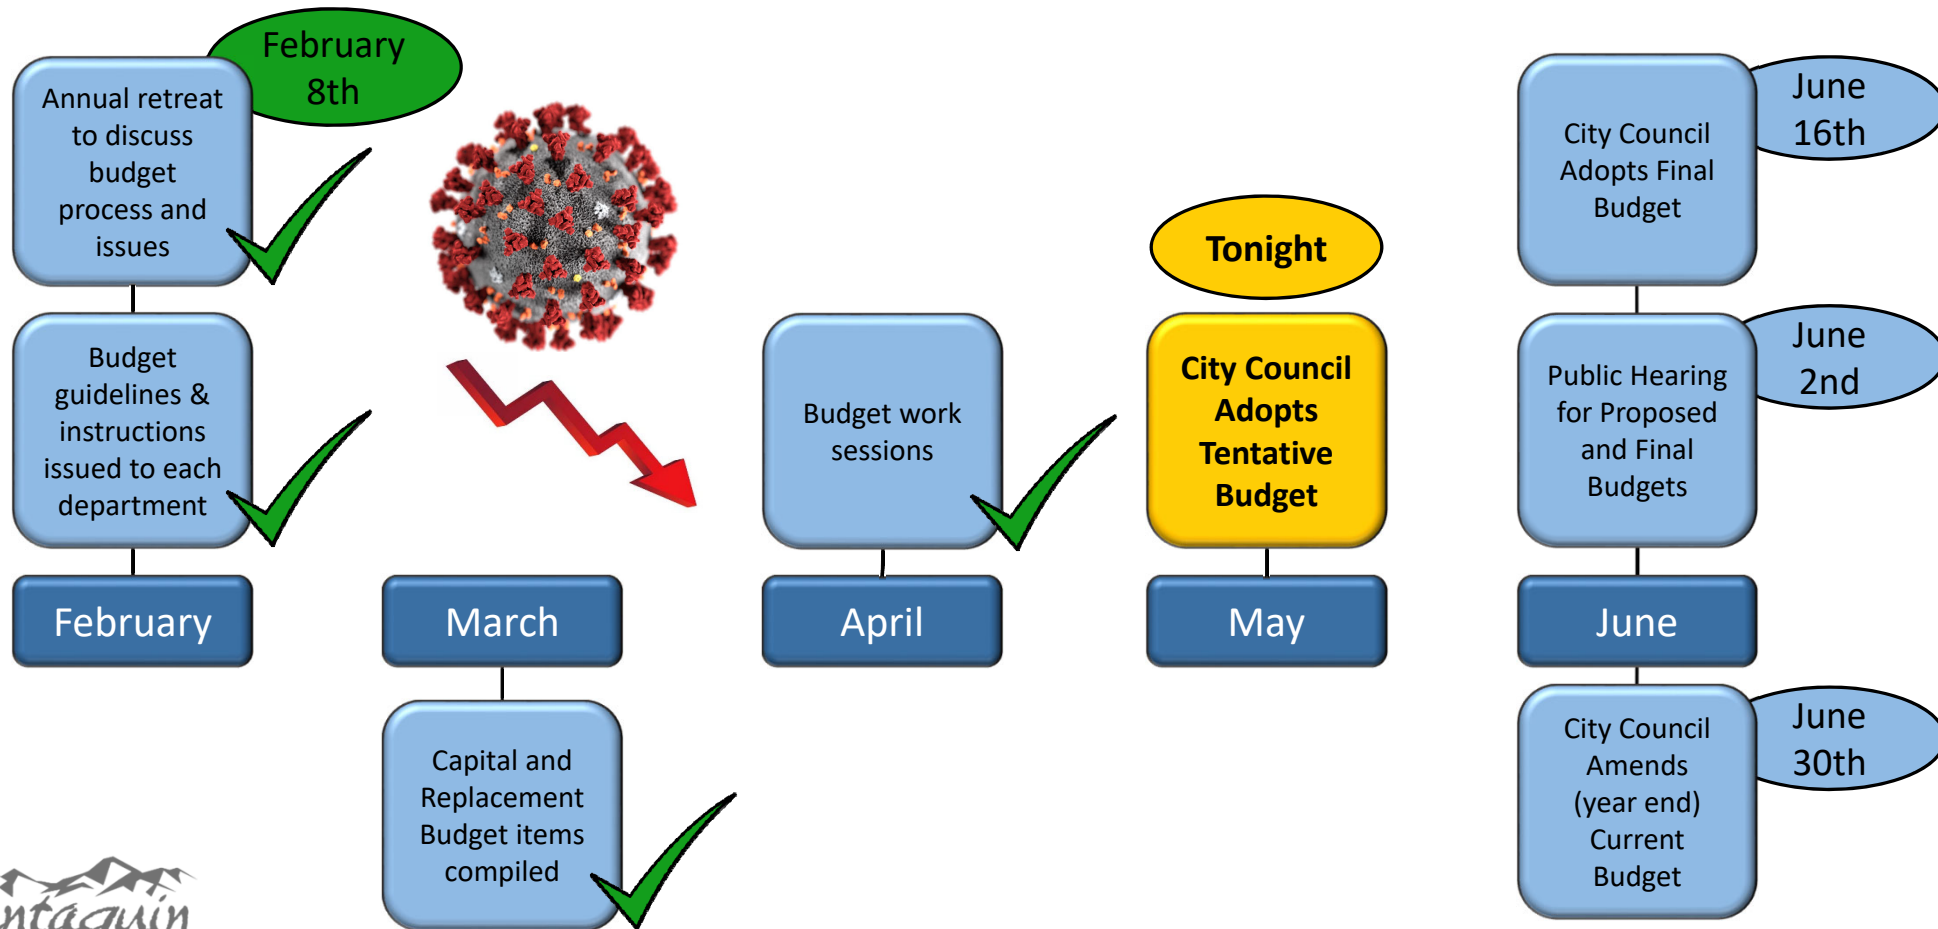 February
8th
Annual retreat
to discuss
budget
process and
issues
Budget
guidelines &
instructions
issued to each
department
February
March
Capital and
Replacement
Budget items
compiled
Budget work
sessions
April
Tonight
City Council
Adopts
Tentative
Budget
May
June
16th
City Council
Adopts Final
Budget
June
2nd
Public Hearing
for Proposed
and Final
Budgets
June
June
30th
City Council
Amends
(year end)
Current
Budget
ntaquin